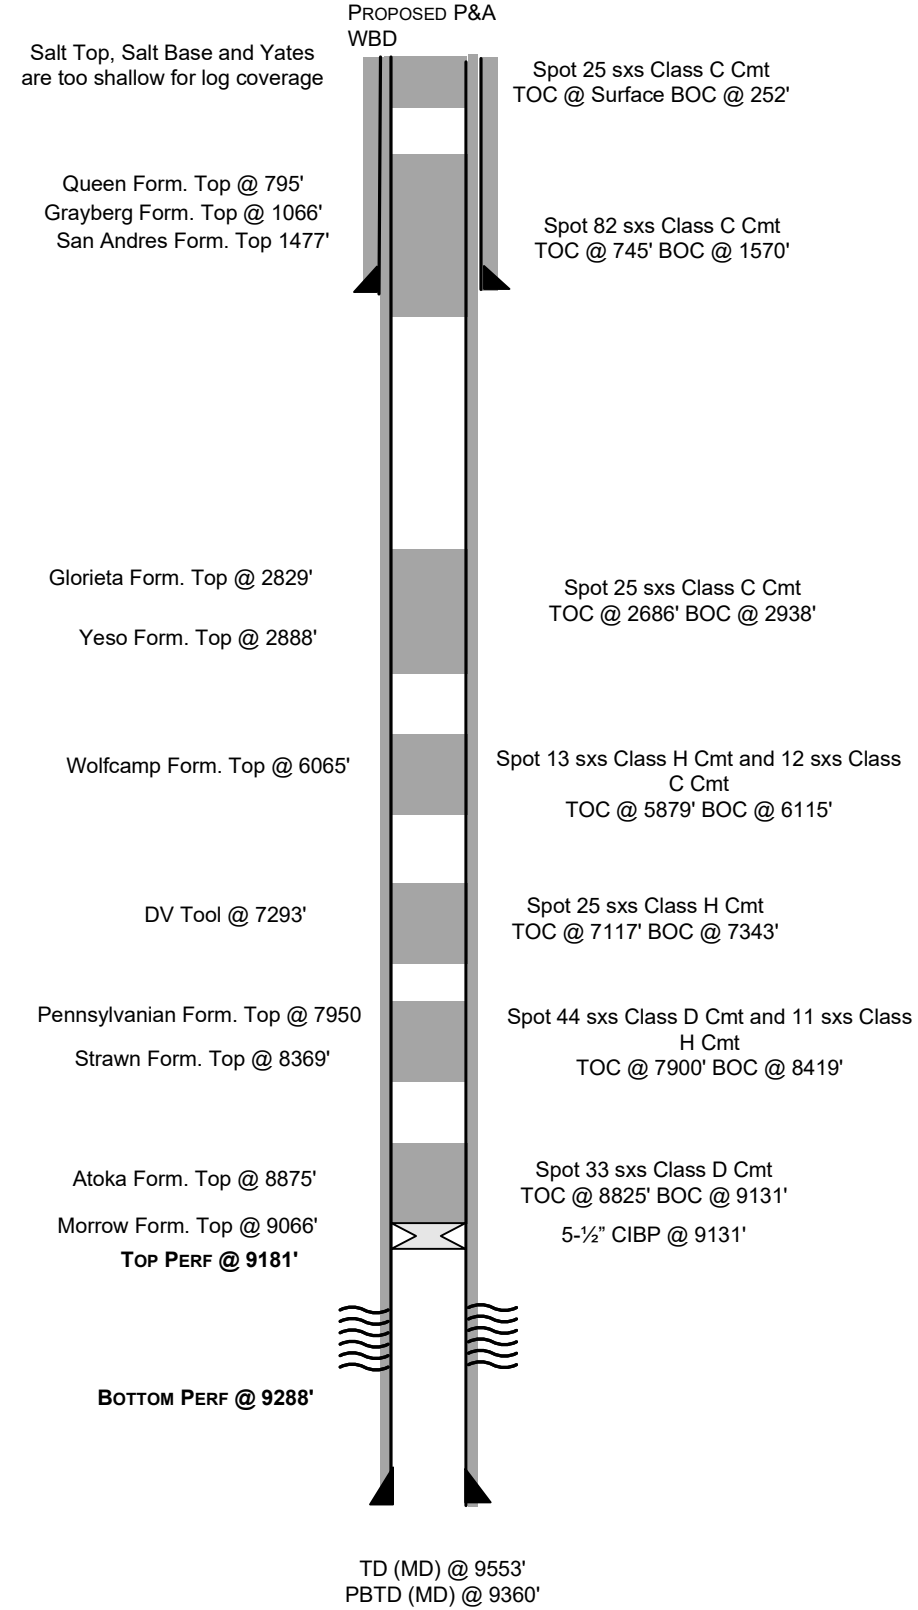 PROPOSED P&A
WBD
Salt Top, Salt Base and Yates
are too shallow for log coverage
Spot 25 sxs Class C Cmt
TOC @ Surface BOC @ 252'
Queen Form. Top @ 795'
Grayberg Form. Top @ 1066'
San Andres Form. Top 1477'
Spot 82 sxs Class C Cmt
TOC @ 745' BOC @ 1570'
Glorieta Form. Top @ 2829'
Yeso Form. Top @ 2888'
Spot 25 sxs Class C Cmt
TOC @ 2686' BOC @ 2938'
Wolfcamp Form. Top @ 6065'
Spot 13 sxs Class H Cmt and 12 sxs Class
C Cmt
TOC @ 5879' BOC @ 6115'
DV Tool @ 7293'
Spot 25 sxs Class H Cmt
TOC @ 7117' BOC @ 7343'
Pennsylvanian Form. Top @ 7950
Strawn Form. Top @ 8369'
Spot 44 sxs Class D Cmt and 11 sxs Class
H Cmt
TOC @ 7900' BOC @ 8419'
Atoka Form. Top @ 8875'
Morrow Form. Top @ 9066'
TOP PERF @ 9181'
Spot 33 sxs Class D Cmt
TOC @ 8825' BOC @ 9131'
5-½” CIBP @ 9131'
BOTTOM PERF @ 9288'
TD (MD) @ 9553'
PBTD (MD) @ 9360'